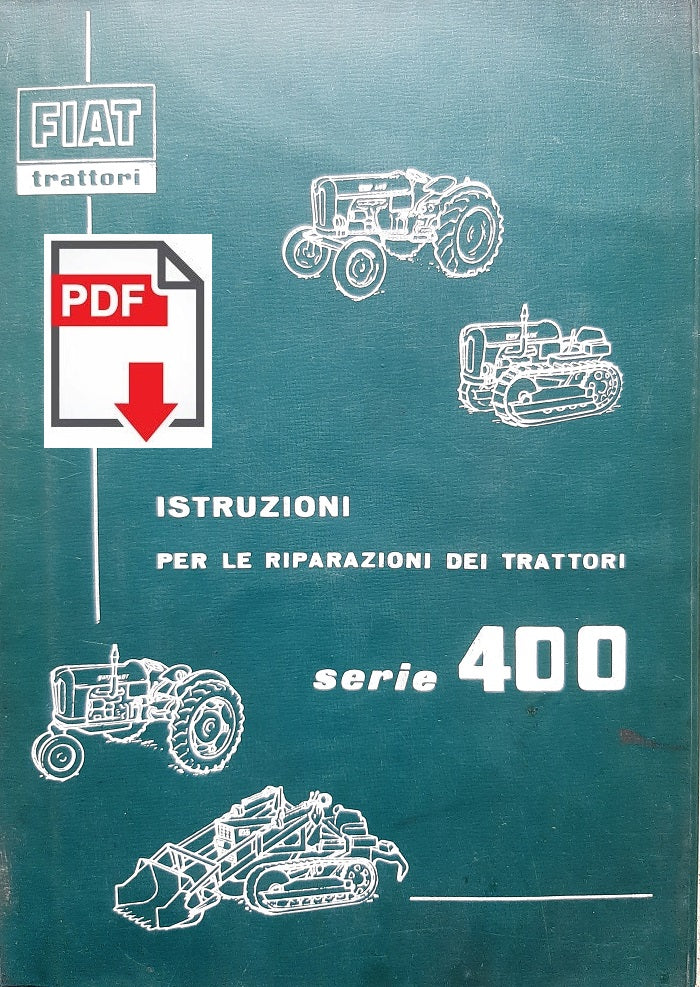 FIAT
trattori
PDF
ISTRUZIONI
PER LE RIPARAZIONI DEI TRATTORI
serie 400